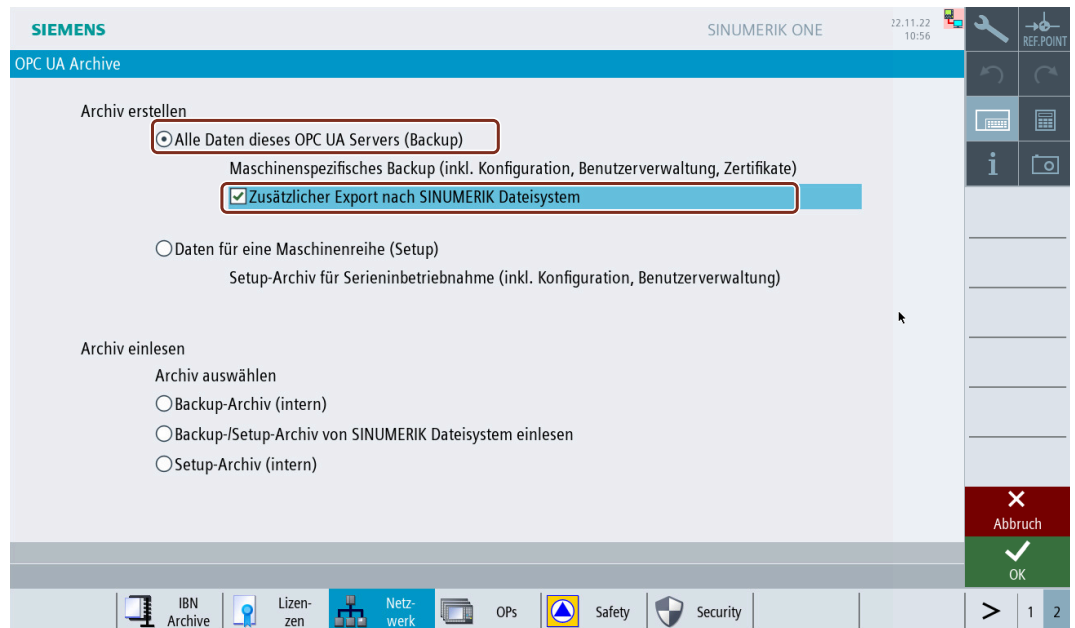 SIEMENS
SINUMERIK ONE
22.11.22
10:56
REF.POINT
OPC UA Archive
Archiv erstellen
Alle Daten dieses OPC UA Servers (Backup)
Maschinenspezifisches Backup (inkl. Konfiguration, Benutzerverwaltung, Zertifikate)
Zusätzlicher Export nach SINUMERIK Dateisystem
Daten für eine Maschinenreihe (Setup)
Setup-Archiv für Serieninbetriebnahme (inkl. Konfiguration, Benutzerverwaltung)
Archiv einlesen
Archiv auswählen
Backup-Archiv (intern)
Backup-/Setup-Archiv von SINUMERIK Dateisystem einlesen
Setup-Archiv (intern)
Abbruch
OK
IBN
Archive
Lizen-
zen
Netz-
werk
OPs
Safety
Security
> 1 2